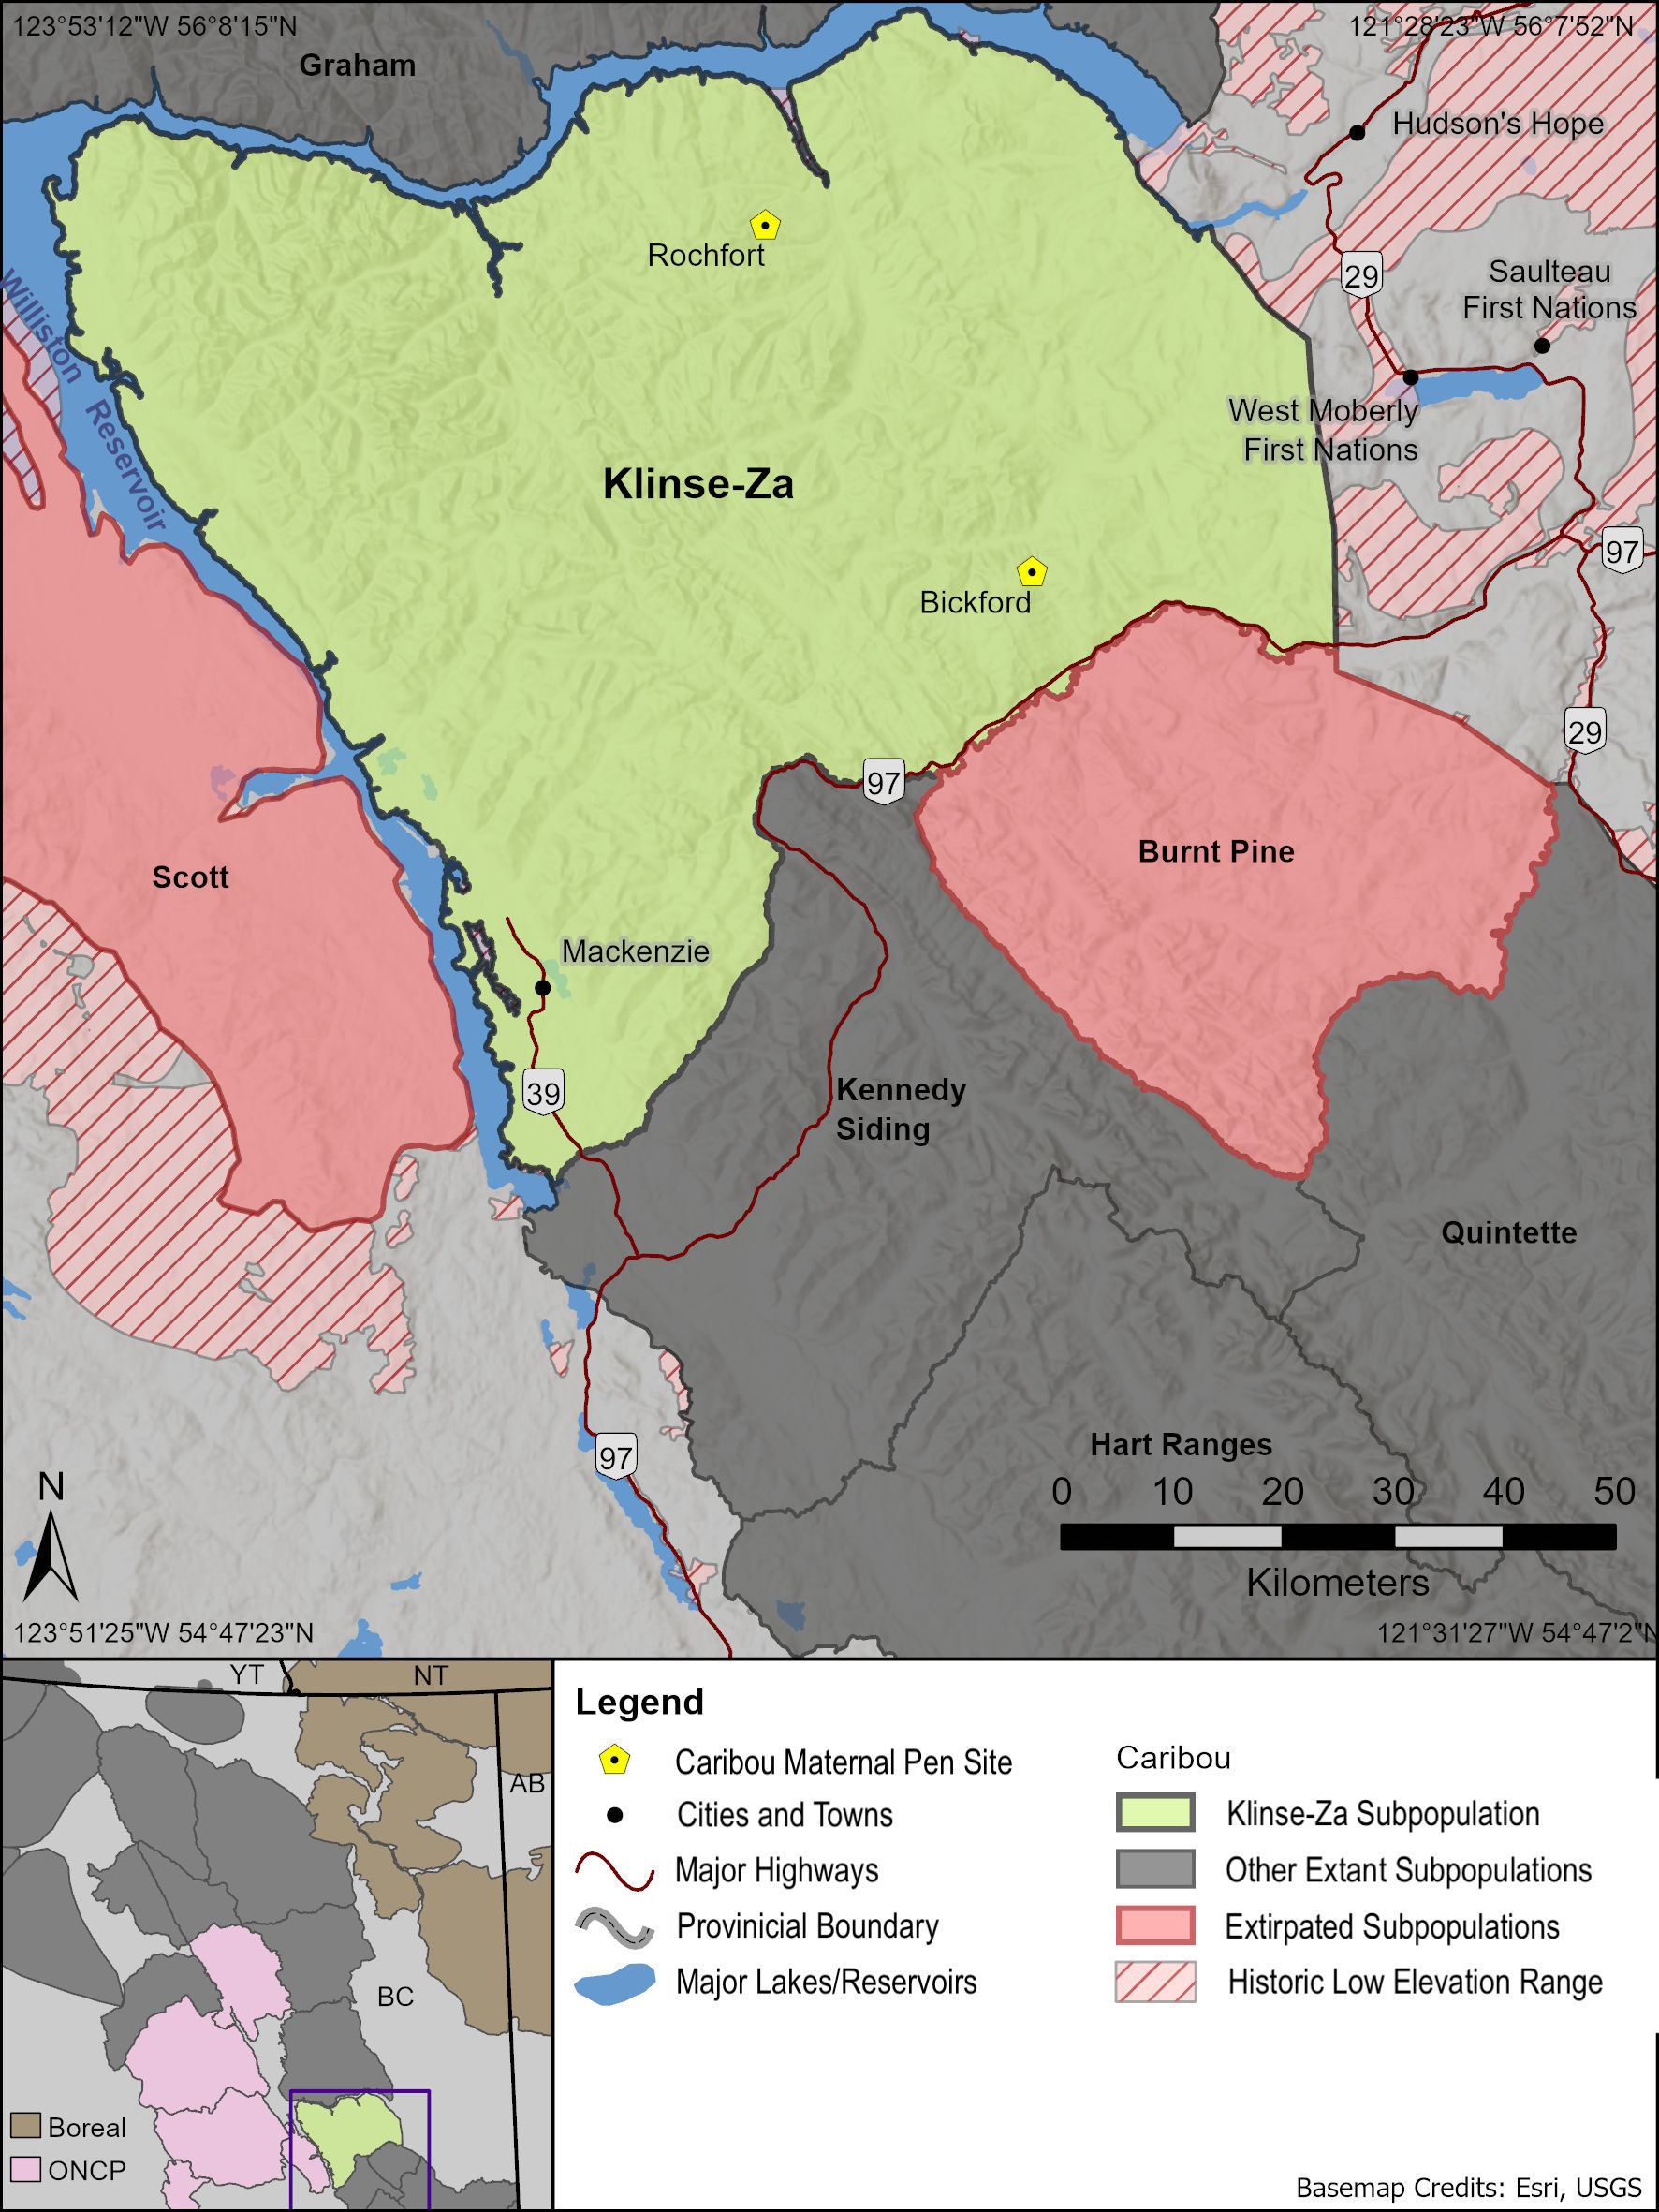 123°53'12"W 56°8'15"N
121°28'23"W 56°7'52"N
Graham
Hudson's Hope
Rochfort
29
Saulteau
First Nations
Williston
Reservoir
West Moberly
First Nations
Klinse-Za
97
Bickford
29
97
Burnt Pine
Scott
Mackenzie
39
Kennedy
Siding
Quintette
Hart Ranges
97
N
0 10 20 30 40 50
Kilometers
123°51'25"W 54°47'23"N
121°31'27"W 54°47'2"N
YT
NT
AB
BC
Boreal
ONCP
Legend
Caribou Maternal Pen Site
Cities and Towns
Major Highways
Provinicial Boundary
Major Lakes/Reservoirs
Caribou
Klinse-Za Subpopulation
Other Extant Subpopulations
Extirpated Subpopulations
Historic Low Elevation Range
Basemap Credits: Esri, USGS